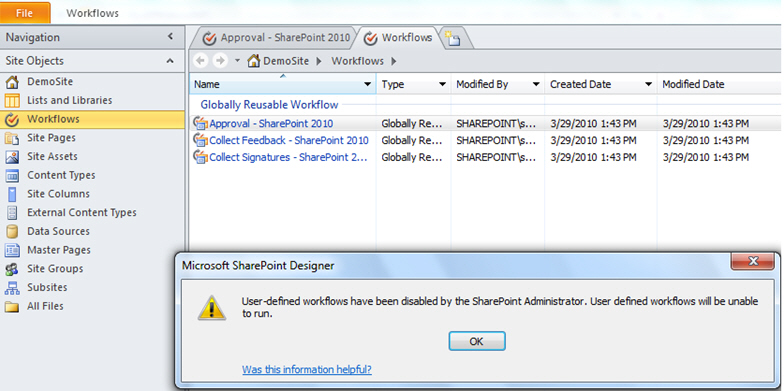 File Workflows
Navigation
Approval - SharePoint 2010 Workflows
Site Objects
DemoSite Workflows
DemoSite
Lists and Libraries
Workflows
Site Pages
Site Assets
Content Types
Site Columns
External Content Types
Data Sources
Master Pages
Site Groups
Subsites
All Files
Name Type Modified By Created Date Modified Date
Globally Reusable Workflow
Approval - SharePoint 2010 Globally Re... SHAREPOINT\s... 3/29/2010 1:43 PM 3/29/2010 1:43 PM
Collect Feedback - SharePoint 2010 Globally Re... SHAREPOINT\s... 3/29/2010 1:43 PM 3/29/2010 1:43 PM
Collect Signatures - SharePoint 2... Globally Re... SHAREPOINT\s... 3/29/2010 1:43 PM 3/29/2010 1:43 PM
Microsoft SharePoint Designer
User-defined workflows have been disabled by the SharePoint Administrator. User defined workflows will be unable
to run.
OK
Was this information helpful?